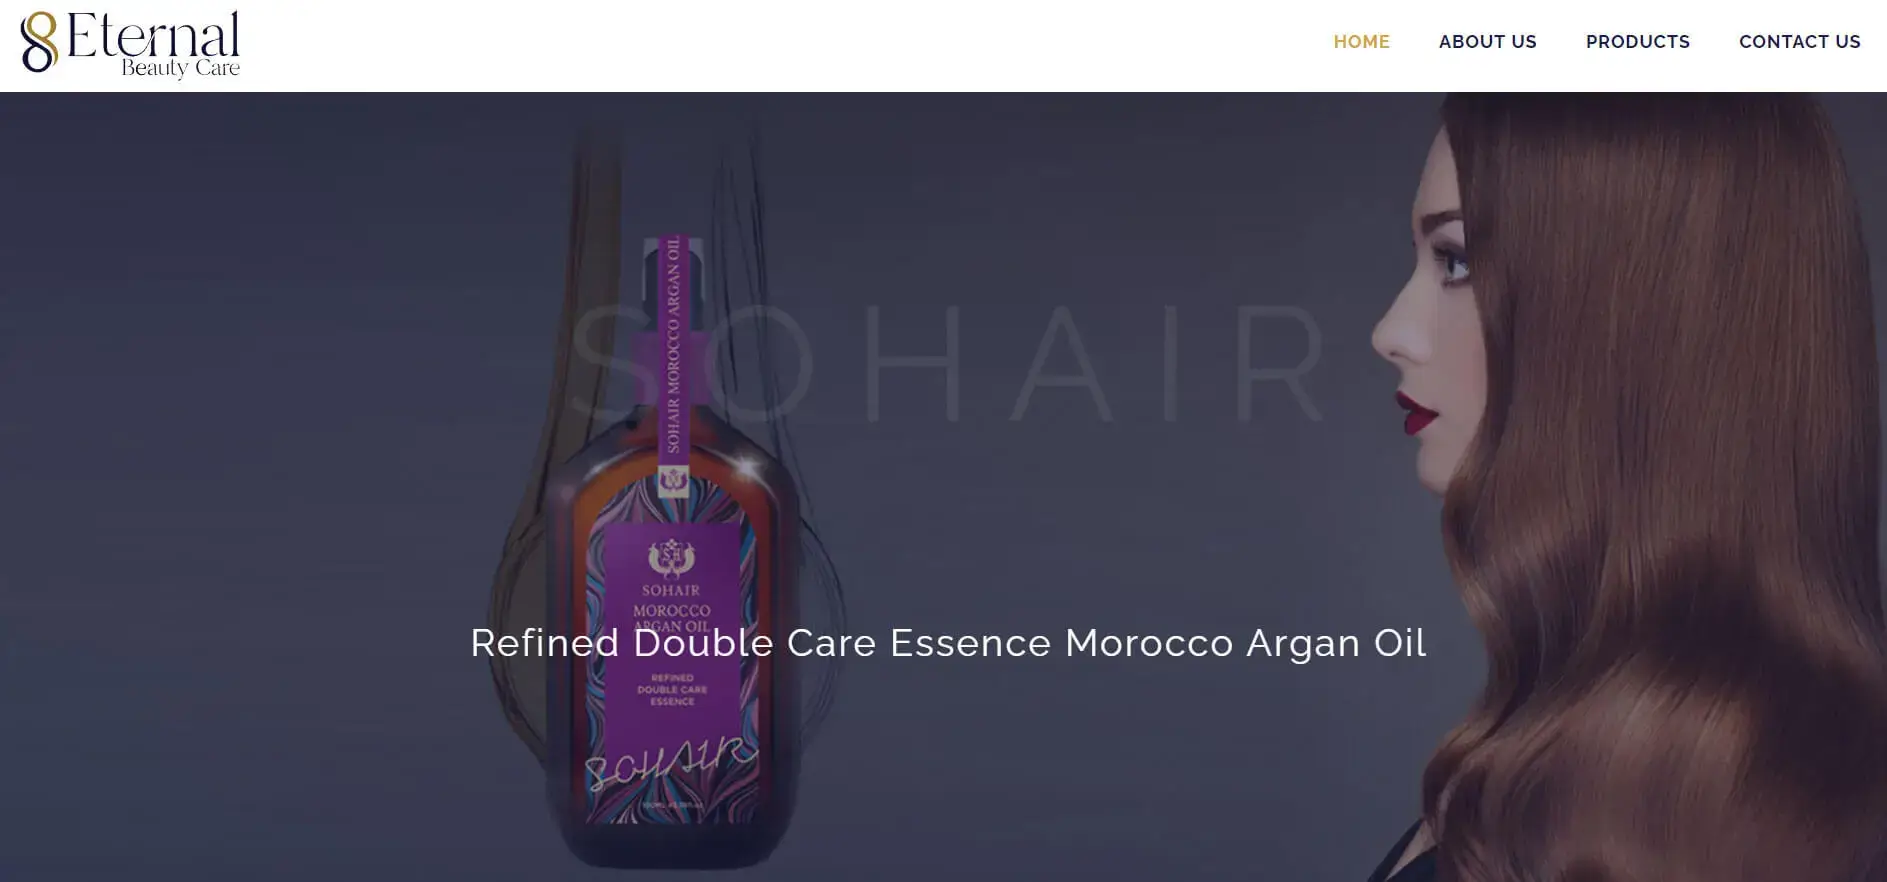 8 Eternal
Beauty Care
HOME
ABOUT US
PRODUCTS
CONTACT US
SOHAIR
SOHAIR MOROCCO ARGAN OIL
SH
SOHAIR
MOROCCO
ARGAN OIL
Refined Double Care Essence Morocco Argan Oil
REFINED
DOUBLE CARE
ESSENCE
SOHAIR